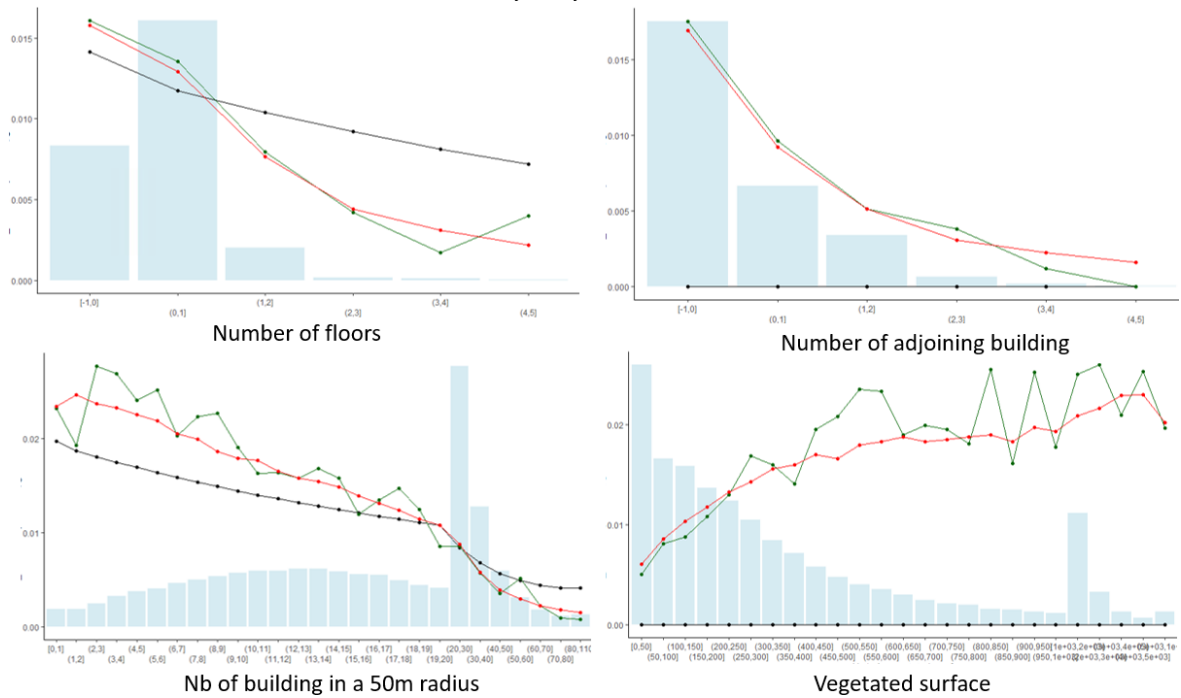 0.015
0.010
0.005
0.000
[-1,0] (1,2] (3,4]
(0,1] (2,3] (4,5]
Number of floors
0.015
0.010
0.005
0.000
[-1,0] (1,2] (3,4]
(0,1] (2,3] (4,5]
Number of adjoining building
0.02
0.01
0.00
[0,1] (2,3] (4,5] (6,7] (8,9] (10,11] (12,13] (14,15] (16,17] (18,19] (20,30] (40,50] (60,70] (80,110]
(1,2] (3,4] (5,6] (7,8] (9,10] (11,12] (13,14] (15,16] (17,18] (19,20] (30,40] (50,60] (70,80]
Nb of building in a 50m radius
0.02
0.01
0.00
[0,50] (100,150] (200,250] (300,350] (400,450] (500,550] (600,650] (700,750] (800,850] (900,950]
(50,100] (150,200] (250,300] (350,400] (450,500] (550,600] (650,700] (750,800] (850,900]
Vegetated surface